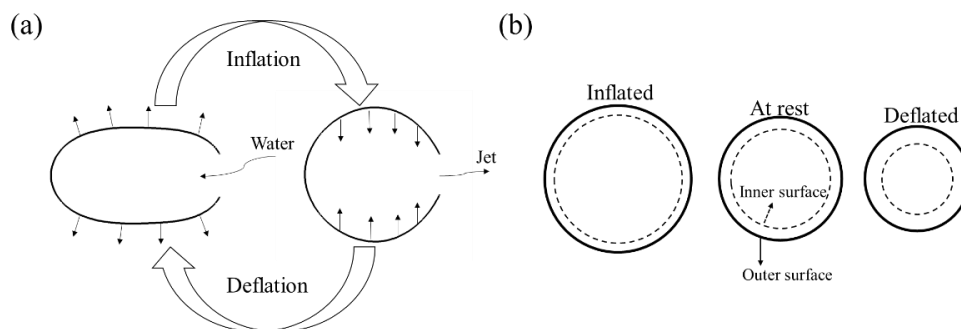 (a)
Inflation
Water
Jet
Deflation
(b)
Inflated
At rest
Deflated
Inner surface
Outer surface